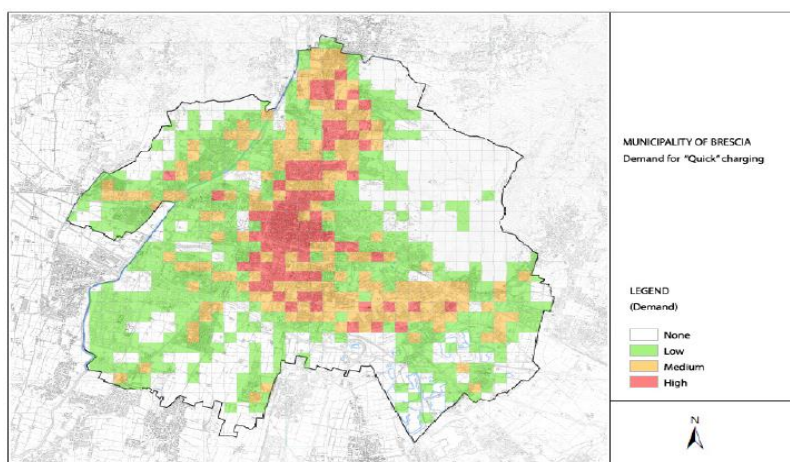 MUNICIPALITY OF BRESCIA
Demand for "Quick" charging
LEGEND
(Demand)
None
Low
Medium
High
N